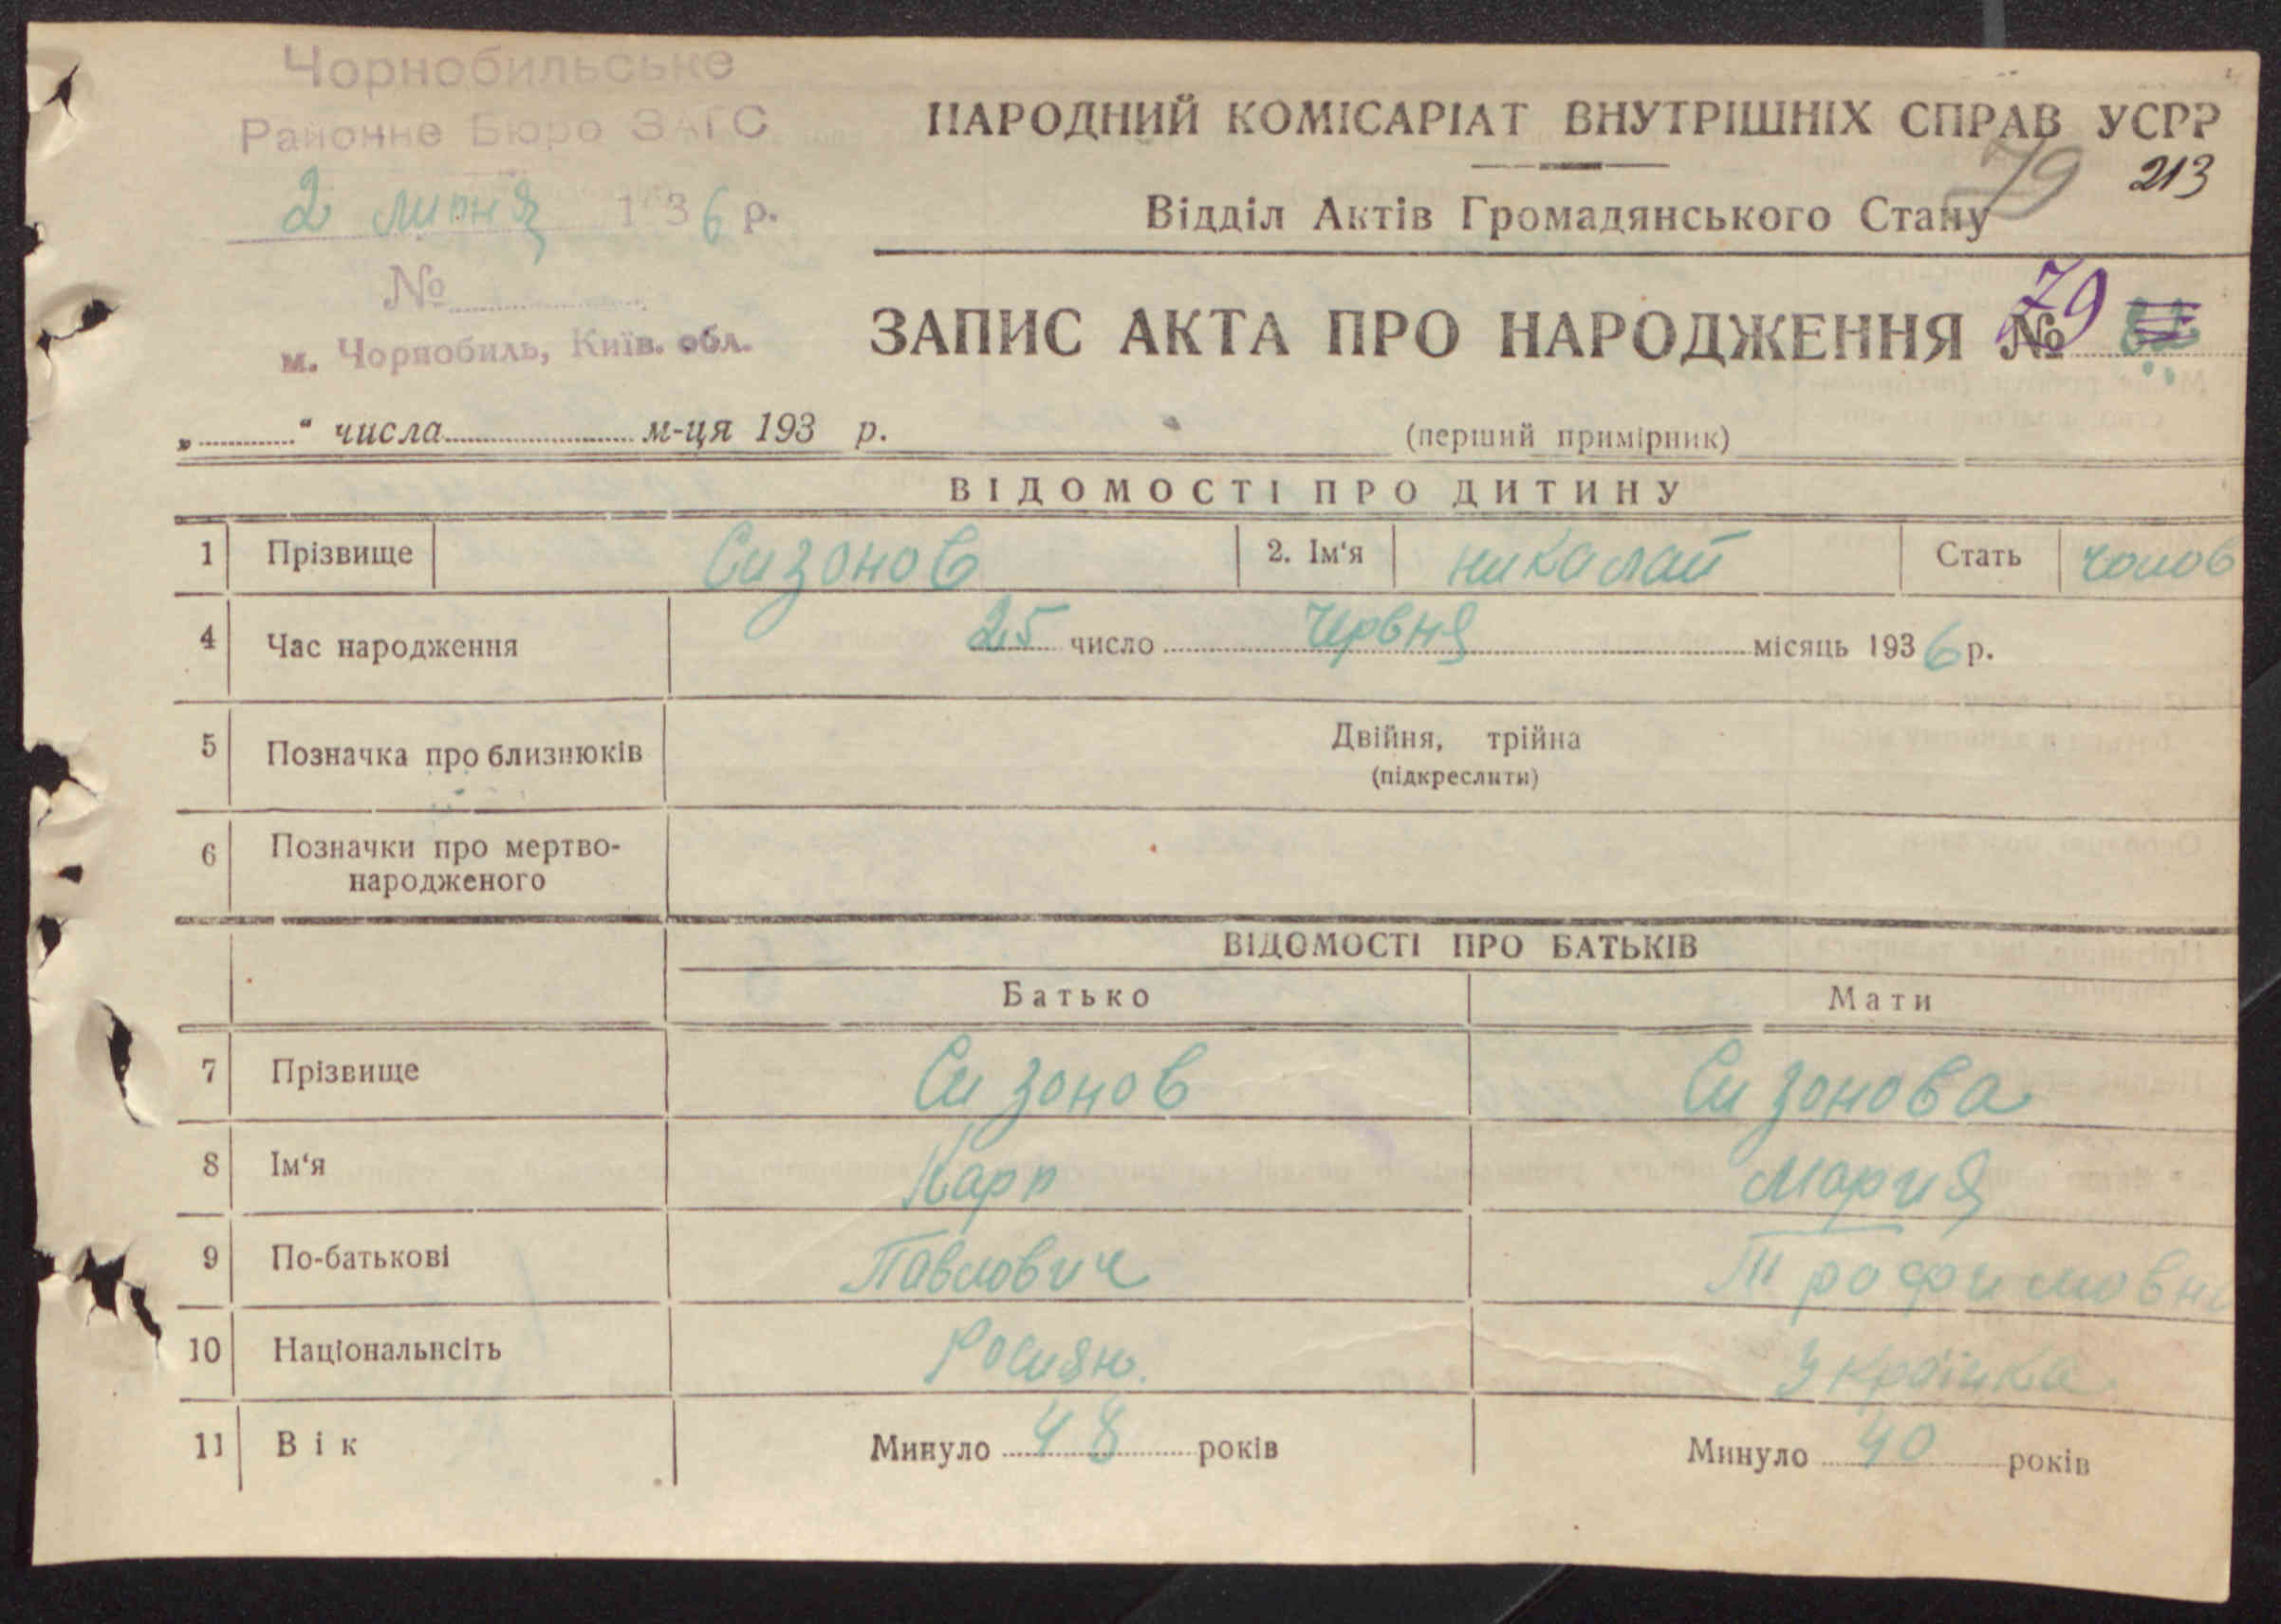 Чорнобильське
Районне Бюро ЗАГС
2 липня 1936 р.
№
м. Чорнобиль, Київ. обл.
НАРОДНИЙ КОМІСАРІАТ ВНУТРІШНІХ СПРАВ УСРР
79 213
Відділ Актів Громадянського Стану
ЗАПИС АКТА ПРО НАРОДЖЕННЯ № 79
„ “ числа м-ця 193 р.
(перший примірник)
ВІДОМОСТІ ПРО ДИТИНУ
1 Прізвище Сизонов 2. Ім'я Николай Стать чолов
4 Час народження 25 число червня місяць 1936 р.
5 Позначка про близнюків Двійня, трійна
(підкреслити)
6 Позначки про мертво-
народженого
ВІДОМОСТІ ПРО БАТЬКІВ
Батько Мати
7 Прізвище Сизонов Сизонова
8 Ім'я Карп Мария
9 По-батькові Павлович Трофимовна
10 Національнсіть Росиян. Українка
11 Вік Минуло 48 років Минуло 40 років